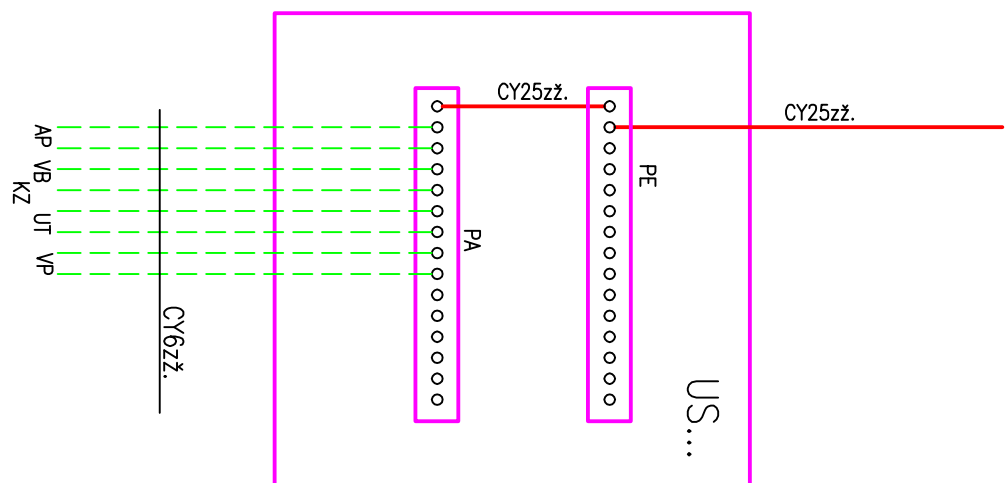 CY25zž.
CY25zž.
AP
VB
KZ
UT
VP
PE
PA
CY6zž.
US...